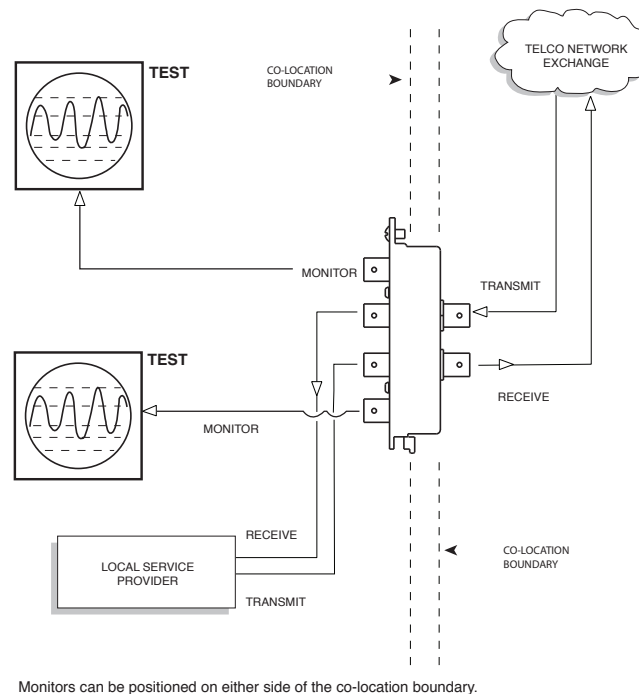 TELCO NETWORK
EXCHANGE
TEST
CO-LOCATION
BOUNDARY
MONITOR
TRANSMIT
TEST
RECEIVE
MONITOR
RECEIVE
LOCAL SERVICE
PROVIDER
CO-LOCATION
BOUNDARY
TRANSMIT
Monitors can be positioned on either side of the co-location boundary.